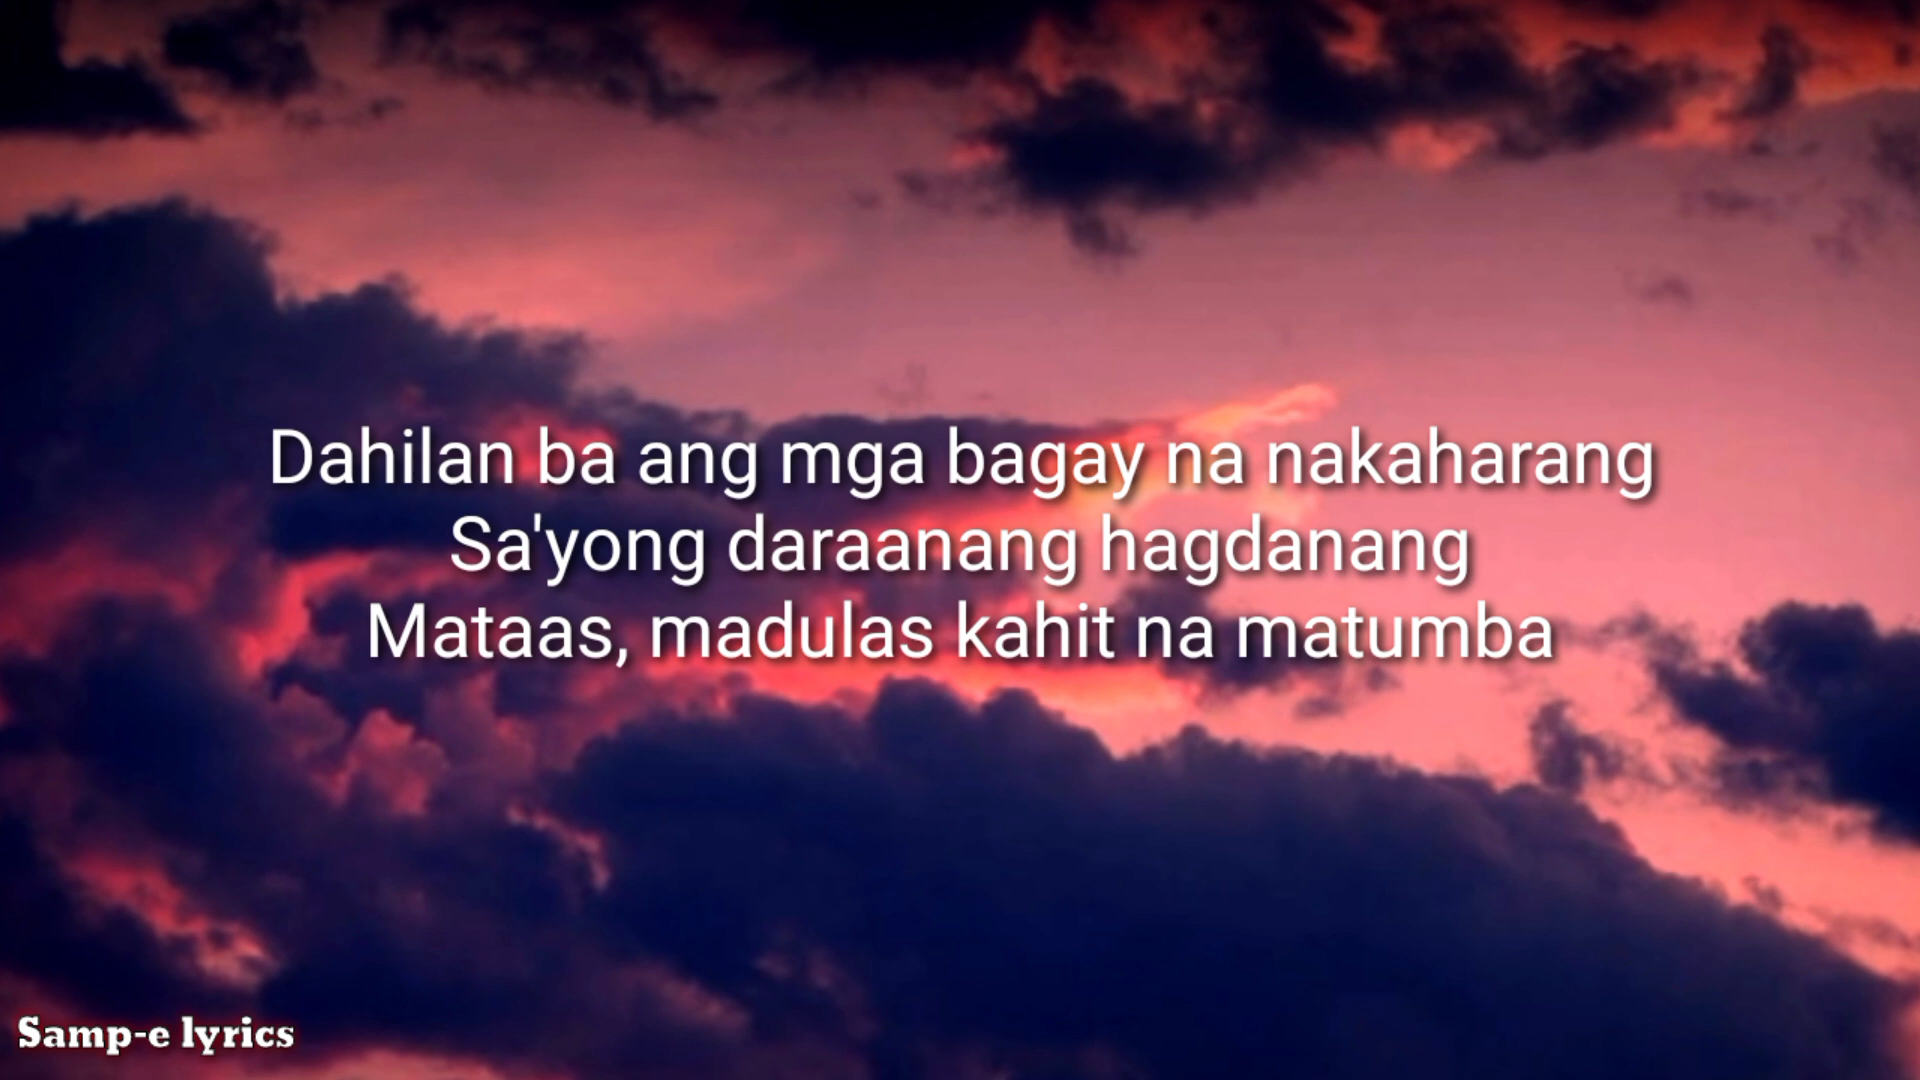 Dahilan ba ang mga bagay na nakaharang
Sa'yong daraanang hagdanang
Mataas, madulas kahit na matumba
Samp-e lyrics